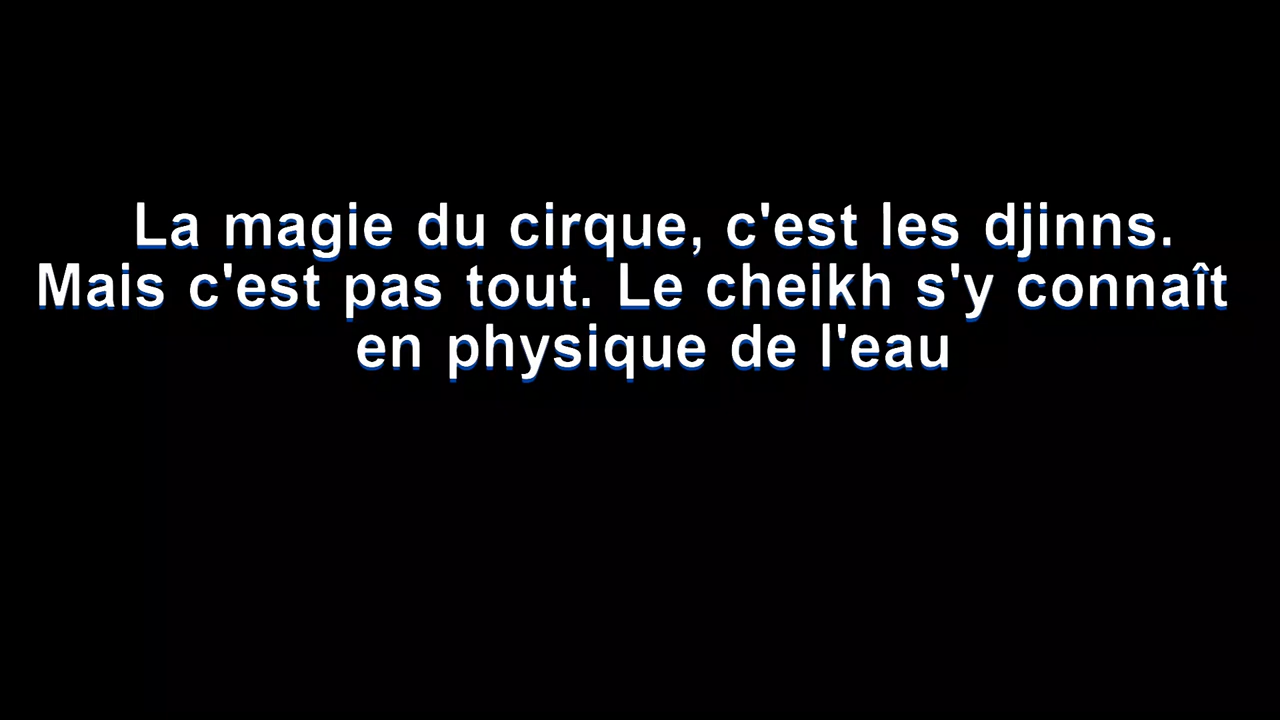 La magie du cirque, c'est les djinns.
Mais c'est pas tout. Le cheikh s'y connaît
en physique de l'eau